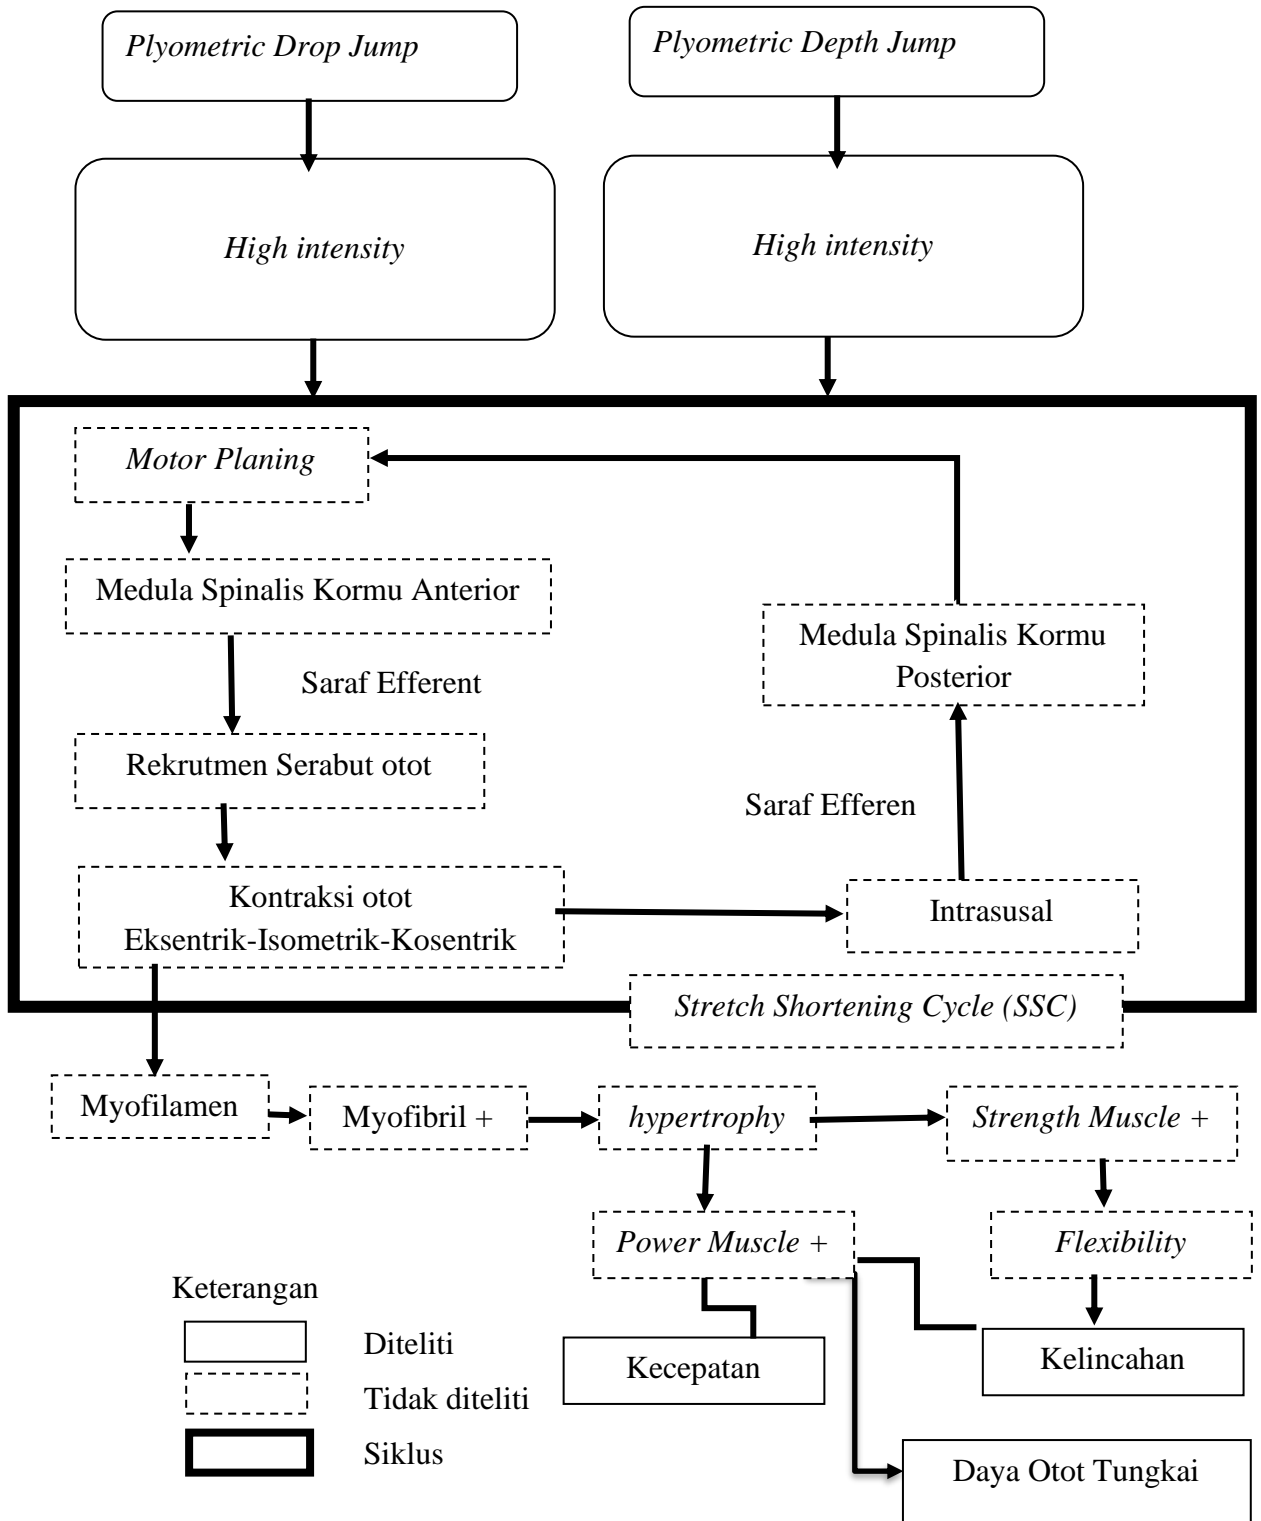 Plyometric Drop Jump
Plyometric Depth Jump
High intensity
High intensity
Motor Planing
Medula Spinalis Kormu Anterior
Medula Spinalis Kormu
Posterior
Saraf Efferent
Rekrutmen Serabut otot
Saraf Efferen
Kontraksi otot
Eksentrik-Isometrik-Kosentrik
Intrasusal
Stretch Shortening Cycle (SSC)
Myofilamen
Myofibril +
hypertrophy
Strength Muscle +
Power Muscle +
Flexibility
Keterangan
Diteliti
Tidak diteliti
Siklus
Kecepatan
Kelincahan
Daya Otot Tungkai